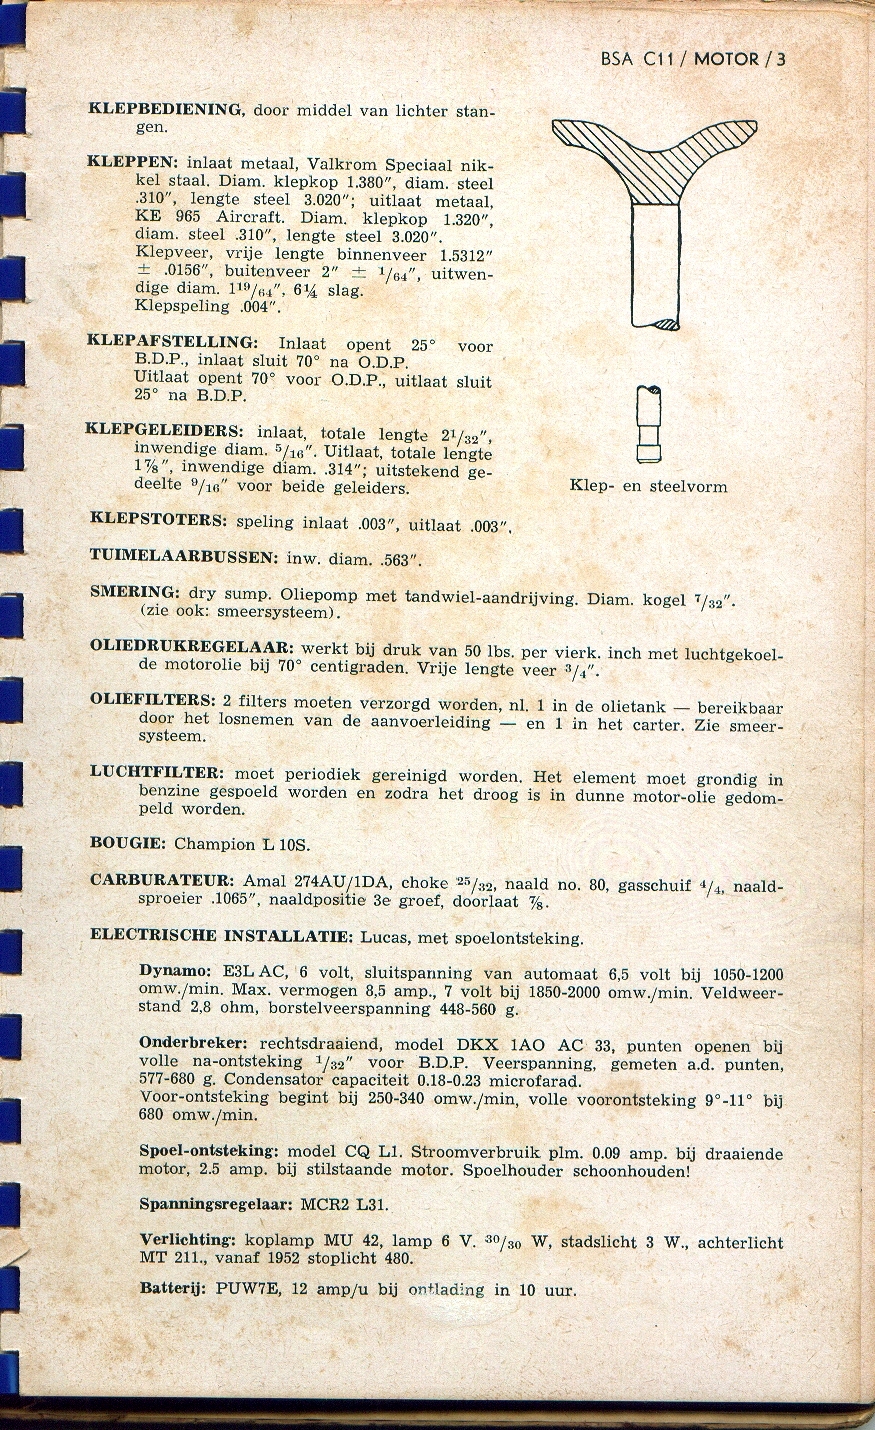 BSA C11 / MOTOR / 3
KLEPBEDIENING, door middel van lichter stan-
gen.
KLEPPEN: inlaat metaal, Valkrom Speciaal nik-
kel staal. Diam. klepkop 1.380″, diam. steel
.310″, lengte steel 3.020″; uitlaat metaal,
KE 965 Aircraft. Diam. klepkop 1.320″,
diam. steel .310″, lengte steel 3.020″.
Klepveer, vrije lengte binnenveer 1.5312″
± .0156″, buitenveer 2″ ± 1/64″, uitwen-
dige diam. 1 19/64″, 6¼ slag.
Klepspeling .004″.
KLEPAFSTELLING: Inlaat opent 25° voor
B.D.P., inlaat sluit 70° na O.D.P.
Uitlaat opent 70° voor O.D.P., uitlaat sluit
25° na B.D.P.
KLEPGELEIDERS: inlaat, totale lengte 2 1/32″,
inwendige diam. 5/16″. Uitlaat, totale lengte
1⅞″, inwendige diam. .314″; uitstekend ge-
deelte 9/16″ voor beide geleiders.
Klep- en steelvorm
KLEPSTOTERS: speling inlaat .003″, uitlaat .003″.
TUIMELAARBUSSEN: inw. diam. .563″.
SMERING: dry sump. Oliepomp met tandwiel-aandrijving. Diam. kogel 7/32″.
(zie ook: smeersysteem).
OLIEDRUKREGELAAR: werkt bij druk van 50 lbs. per vierk. inch met luchtgekoel-
de motorolie bij 70° centigraden. Vrije lengte veer 3/4″.
OLIEFILTERS: 2 filters moeten verzorgd worden, nl. 1 in de olietank — bereikbaar
door het losnemen van de aanvoerleiding — en 1 in het carter. Zie smeer-
systeem.
LUCHTFILTER: moet periodiek gereinigd worden. Het element moet grondig in
benzine gespoeld worden en zodra het droog is in dunne motor-olie gedom-
peld worden.
BOUGIE: Champion L 10S.
CARBURATEUR: Amal 274AU/1DA, choke 25/32, naald no. 80, gasschuif 4/4, naald-
sproeier .1065″, naaldpositie 3e groef, doorlaat ⅞.
ELECTRISCHE INSTALLATIE: Lucas, met spoelontsteking.
Dynamo: E3L AC, 6 volt, sluitspanning van automaat 6,5 volt bij 1050-1200
omw./min. Max. vermogen 8,5 amp., 7 volt bij 1850-2000 omw./min. Veldweer-
stand 2,8 ohm, borstelveerspanning 448-560 g.
Onderbreker: rechtsdraaiend, model DKX 1AO AC 33, punten openen bij
volle na-ontsteking 1/32″ voor B.D.P. Veerspanning, gemeten a.d. punten,
577-680 g. Condensator capaciteit 0.18-0.23 microfarad.
Voor-ontsteking begint bij 250-340 omw./min, volle voorontsteking 9°-11° bij
680 omw./min.
Spoel-ontsteking: model CQ L1. Stroomverbruik plm. 0.09 amp. bij draaiende
motor, 2.5 amp. bij stilstaande motor. Spoelhouder schoonhouden!
Spanningsregelaar: MCR2 L31.
Verlichting: koplamp MU 42, lamp 6 V. 30/30 W, stadslicht 3 W., achterlicht
MT 211., vanaf 1952 stoplicht 480.
Batterij: PUW7E, 12 amp/u bij ontlading in 10 uur.